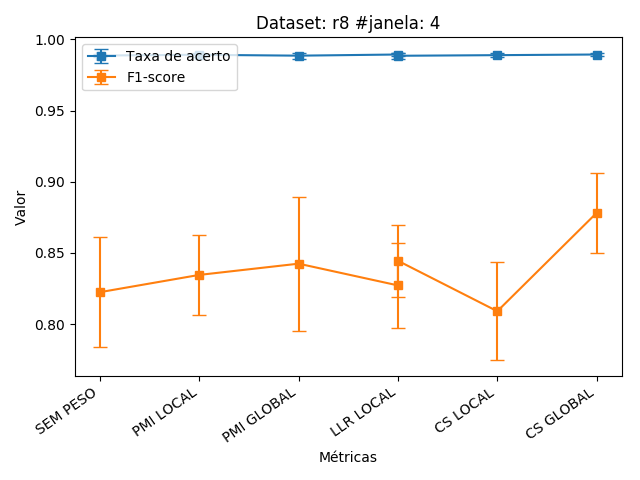 Dataset: r8 #janela: 4
Taxa de acerto
F1-score
1.00
0.95
0.90
0.85
0.80
Valor
SEM PESO
PMI LOCAL
PMI GLOBAL
LLR LOCAL
CS LOCAL
CS GLOBAL
Métricas